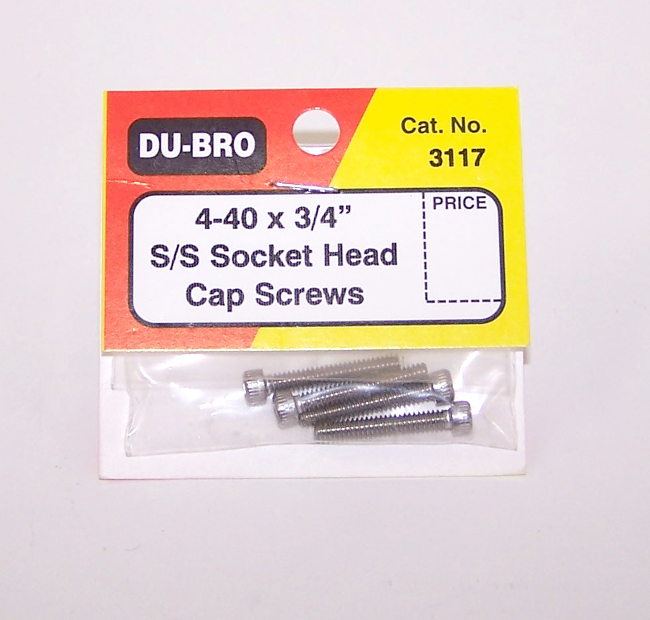 DU-BRO
Cat. No.
3117
4-40 x 3/4”
S/S Socket Head
Cap Screws
PRICE